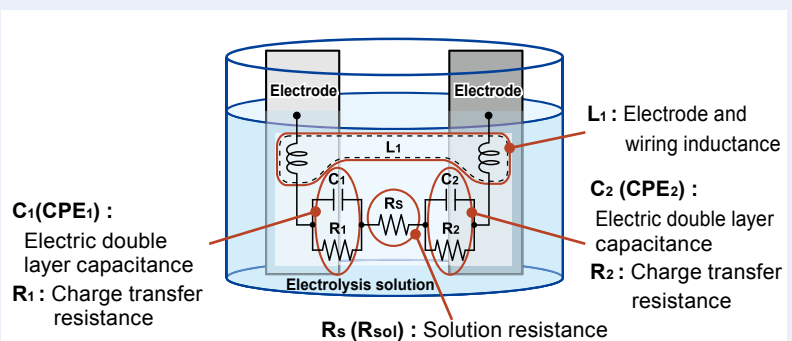 Electrode
Electrode
L1 : Electrode and
wiring inductance
L1
C1
C2
RS
R1
R2
C1(CPE1) :
Electric double
layer capacitance
R1 : Charge transfer
resistance
C2 (CPE2) :
Electric double layer
capacitance
R2 : Charge transfer
resistance
Electrolysis solution
Rs (Rsol) : Solution resistance